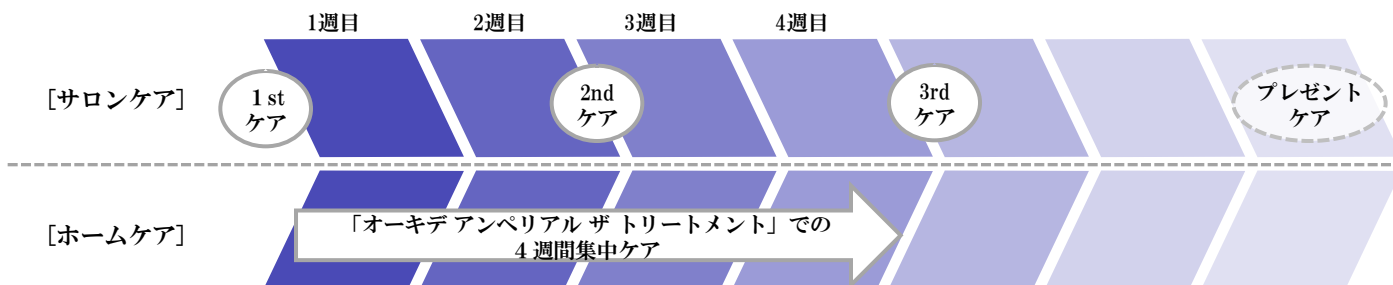 1週目
2週目
3週目
4週目
[サロンケア]
1st
ケア
2nd
ケア
3rd
ケア
プレゼント
ケア
[ホームケア]
「オーキデ アンペリアル ザ トリートメント」での
4週間集中ケア